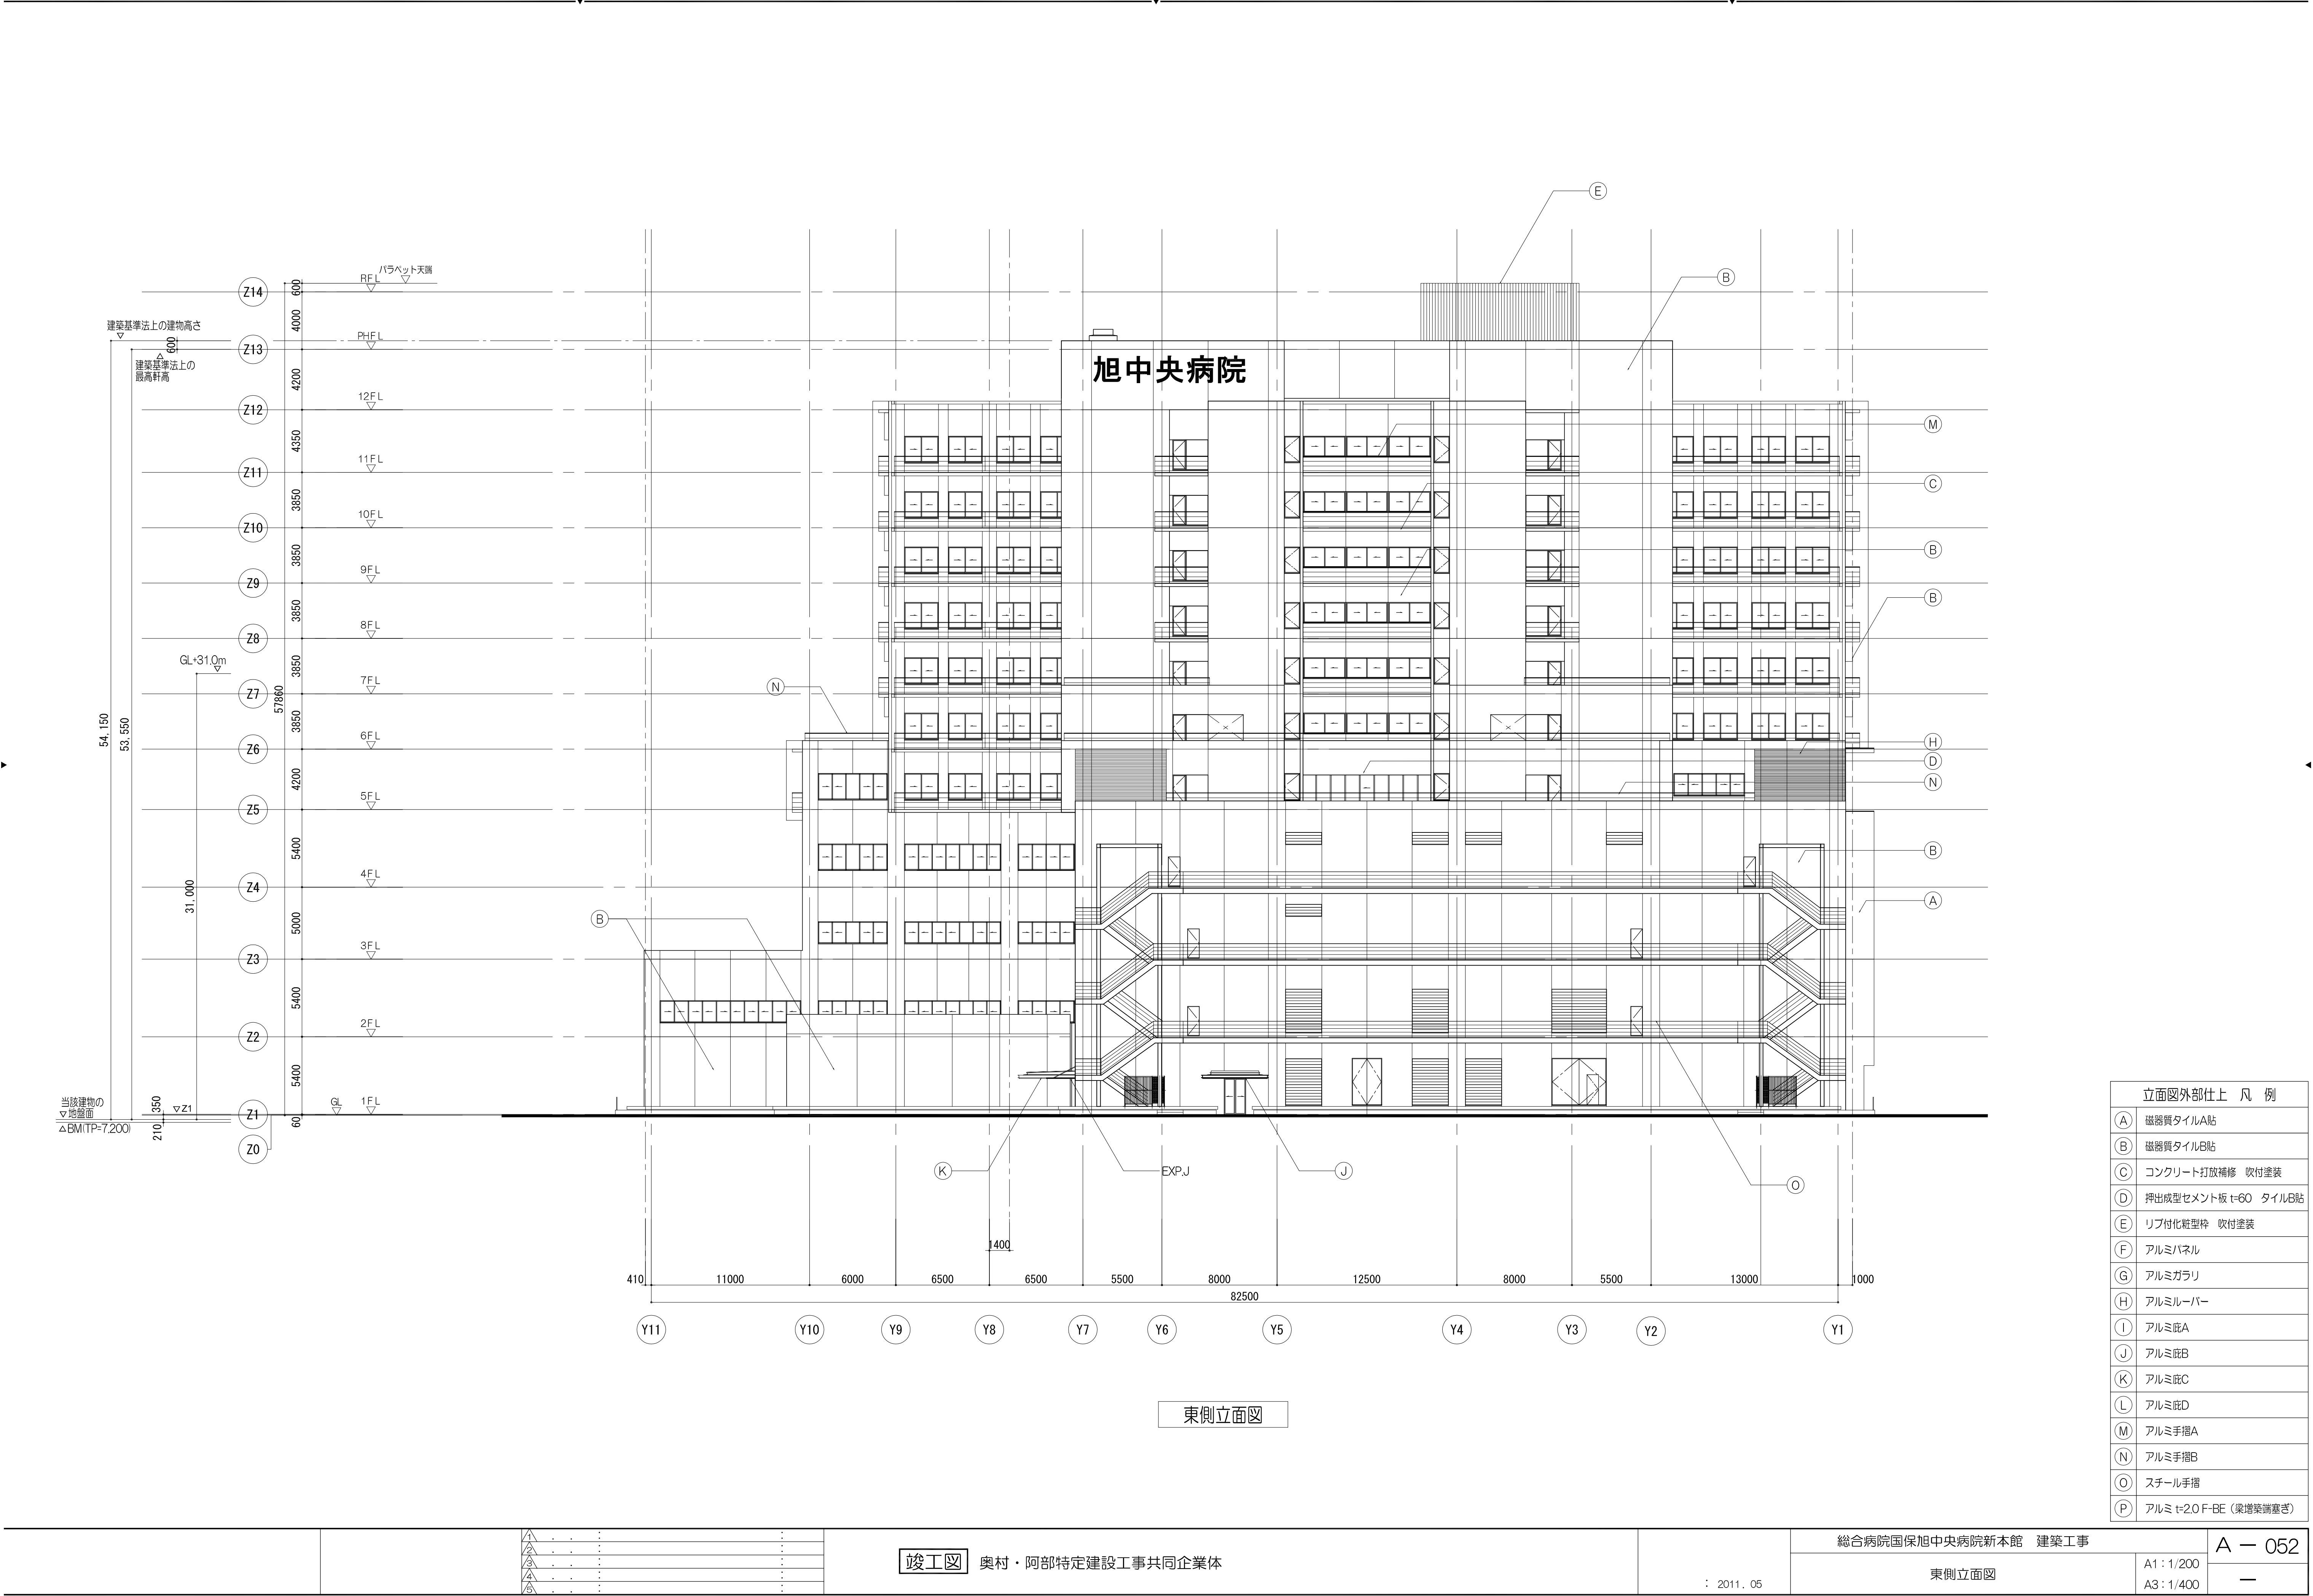 E
B
パラペット天端
RFL
Z14
600
4000
建築基準法上の建物高さ
PHFL
600
Z13
建築基準法上の
最高軒高
4200
旭中央病院
12FL
Z12
M
4350
11FL
Z11
C
3850
10FL
Z10
B
3850
9FL
Z9
B
3850
8FL
Z8
GL+31.0m
3850
7FL
Z7
N
57860
54,150
53,550
3850
6FL
Z6
H
D
4200
N
5FL
Z5
5400
B
4FL
Z4
31,000
A
B
5000
3FL
Z3
5400
2FL
Z2
5400
当該建物の
地盤面
350
Z1
Z1
GL
1FL
BM(TP=7.200)
210
60
Z0
K
EXP.J
J
O
1400
410
11000
6000
6500
6500
5500
8000
12500
8000
5500
13000
1000
82500
Y11
Y10
Y9
Y8
Y7
Y6
Y5
Y4
Y3
Y2
Y1
東側立面図
立面図外部仕上 凡 例
A 磁器質タイルA貼
B 磁器質タイルB貼
C コンクリート打放補修 吹付塗装
D 押出成型セメント板 t=60 タイルB貼
E リブ付化粧型枠 吹付塗装
F アルミパネル
G アルミガラリ
H アルミルーバー
I アルミ庇A
J アルミ庇B
K アルミ庇C
L アルミ庇D
M アルミ手摺A
N アルミ手摺B
O スチール手摺
P アルミ t=2.0 F-BE（梁増築端塞ぎ）
1 . . :
2 . . :
3 . . :
4 . . :
5 . . :
竣工図 奥村・阿部特定建設工事共同企業体
: 2011. 05
総合病院国保旭中央病院新本館 建築工事
東側立面図
A1：1/200
A3：1/400
A － 052
－